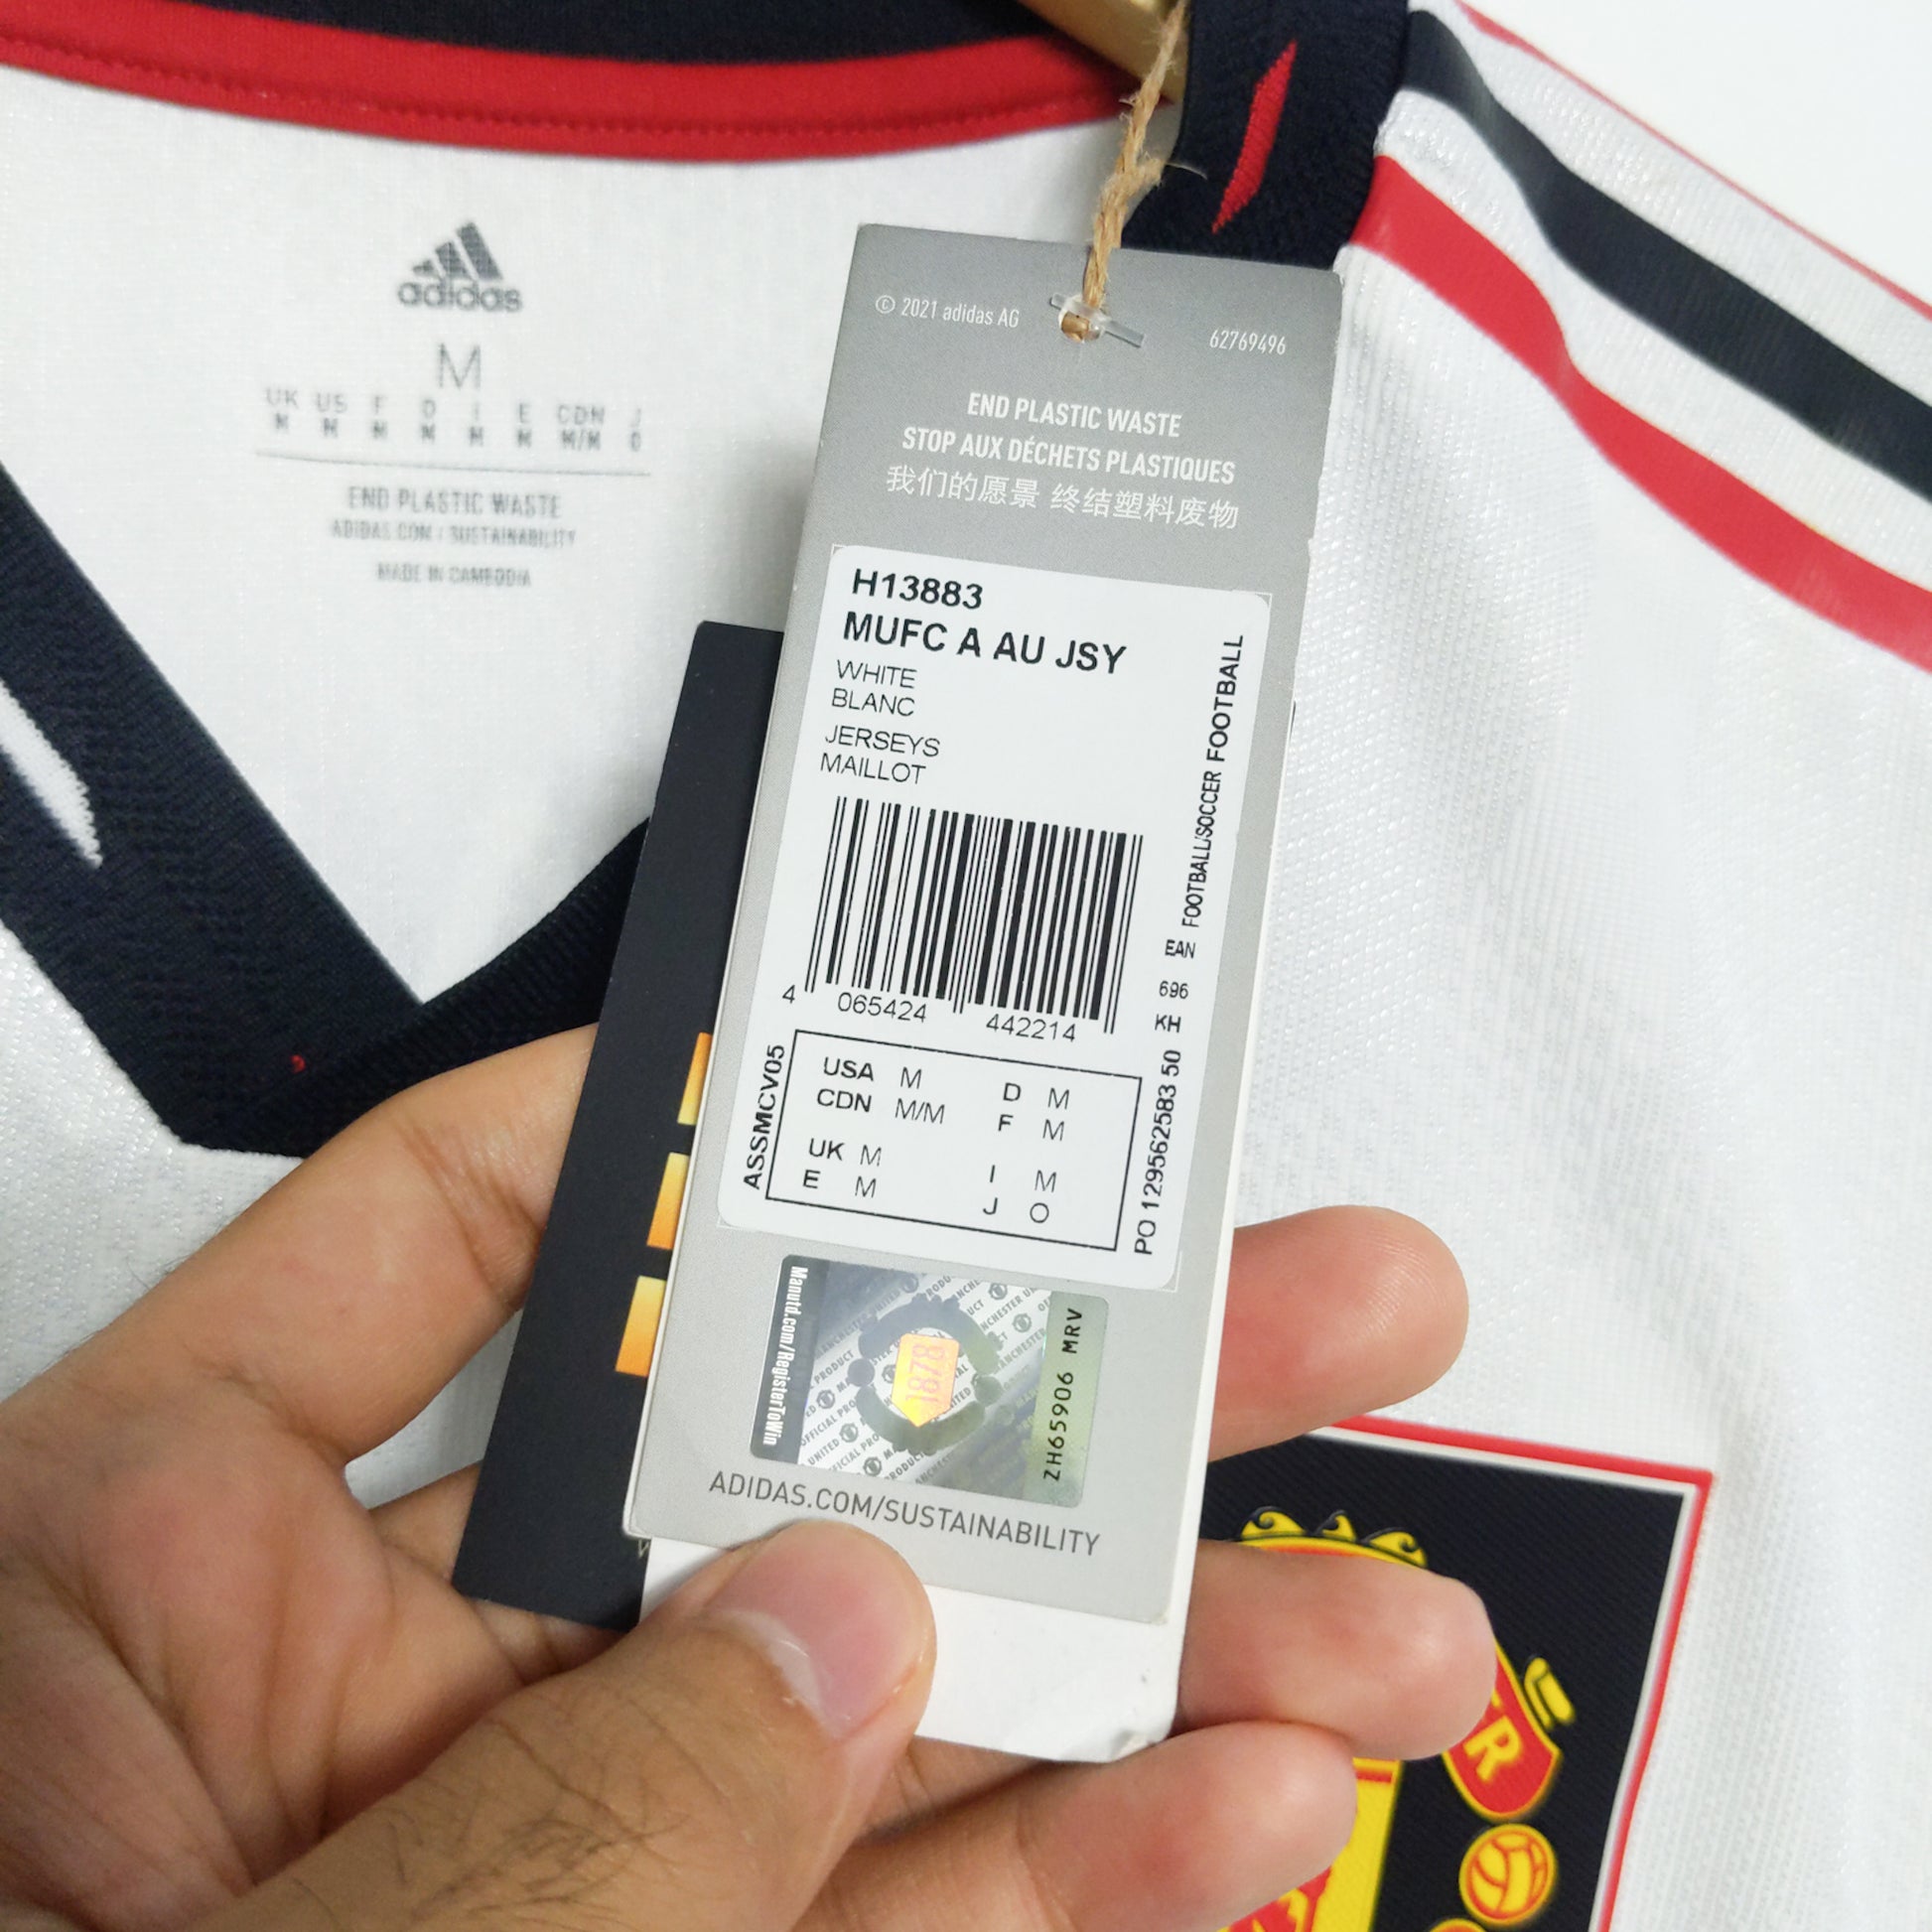 adidas
M
UK US F D I E CDN J
M M M M M M M/M O
END PLASTIC WASTE
ADIDAS.COM / SUSTAINABILITY
MADE IN CAMBODIA
© 2021 adidas AG
62769496
END PLASTIC WASTE
STOP AUX DÉCHETS PLASTIQUES
我们的愿景 终结塑料废物
H13883
MUFC A AU JSY
WHITE
BLANC
JERSEYS
MAILLOT
FOOTBALL/SOCCER FOOTBALL
EAN
696
KH
PO 129562583 50
4 065424 442214
ASSMCV05
USA M D M
CDN M/M F M
UK M I M
E M J O
Manutd.com/RegisterToWin
1878
ZH65906 MRV
ADIDAS.COM/SUSTAINABILITY